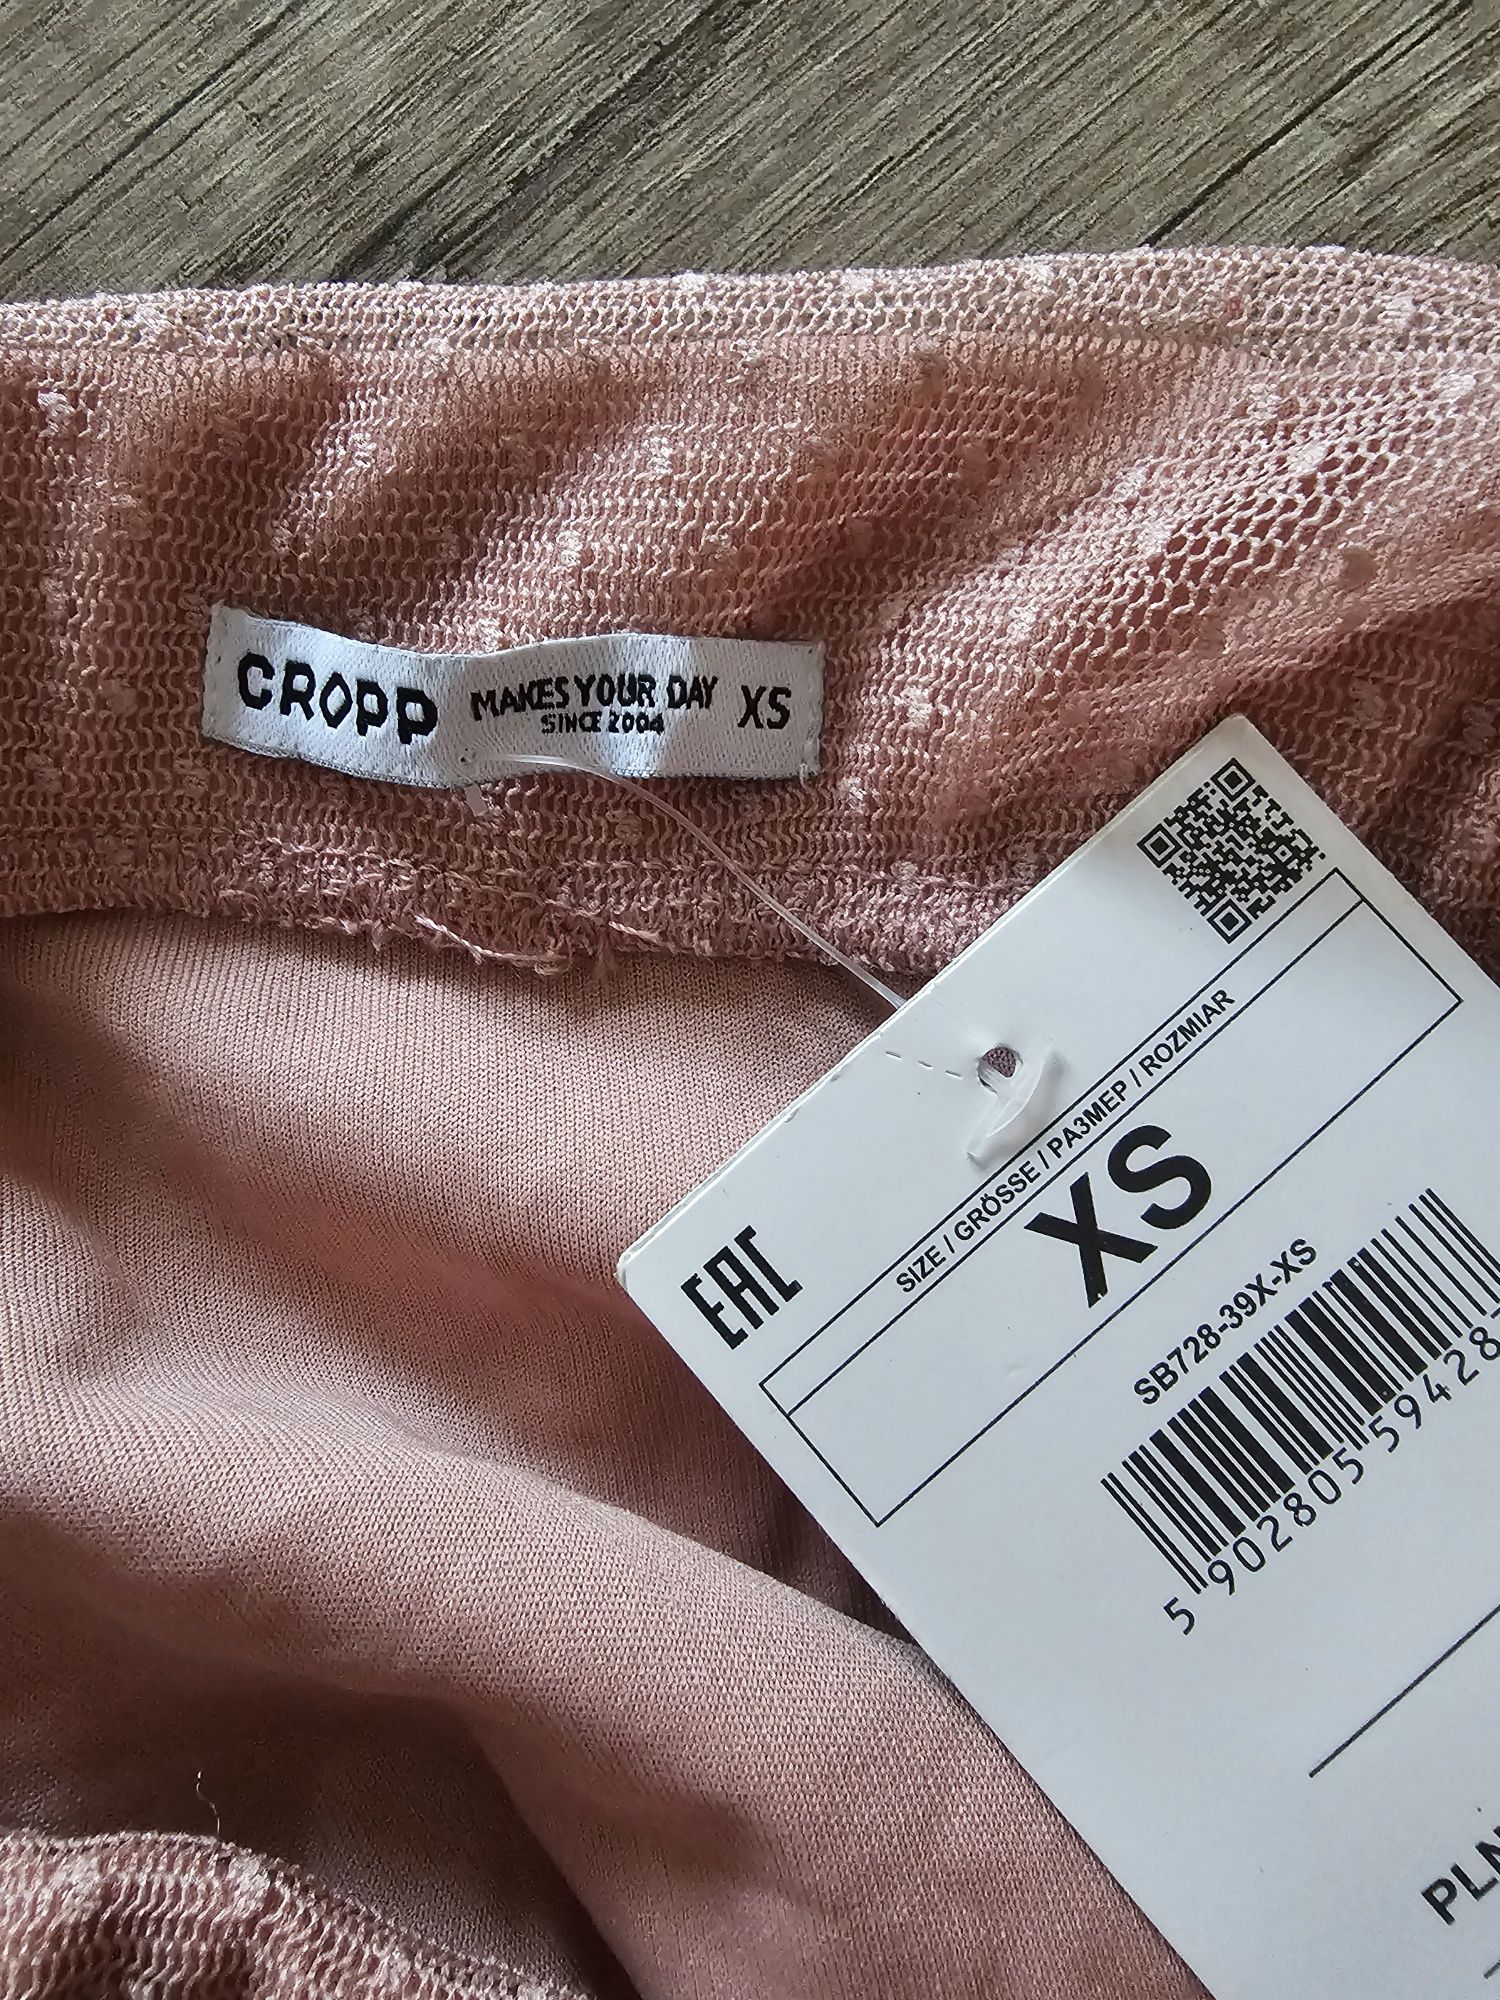 CROPP MAKES YOUR DAY XS
SINCE 2004
EAC
SIZE / GRÖSSE / РАЗМЕР / ROZMIAR
XS
SB728-39X-XS
5 902805 59428
PLN